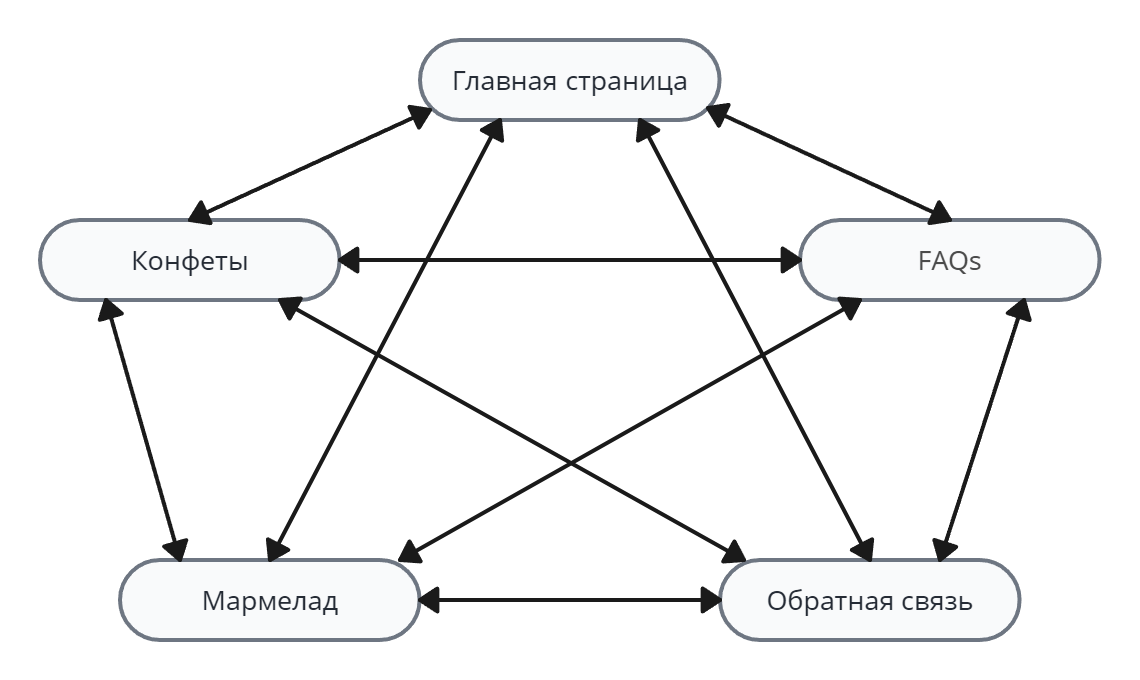 Главная страница
Конфеты
FAQs
Мармелад
Обратная связь